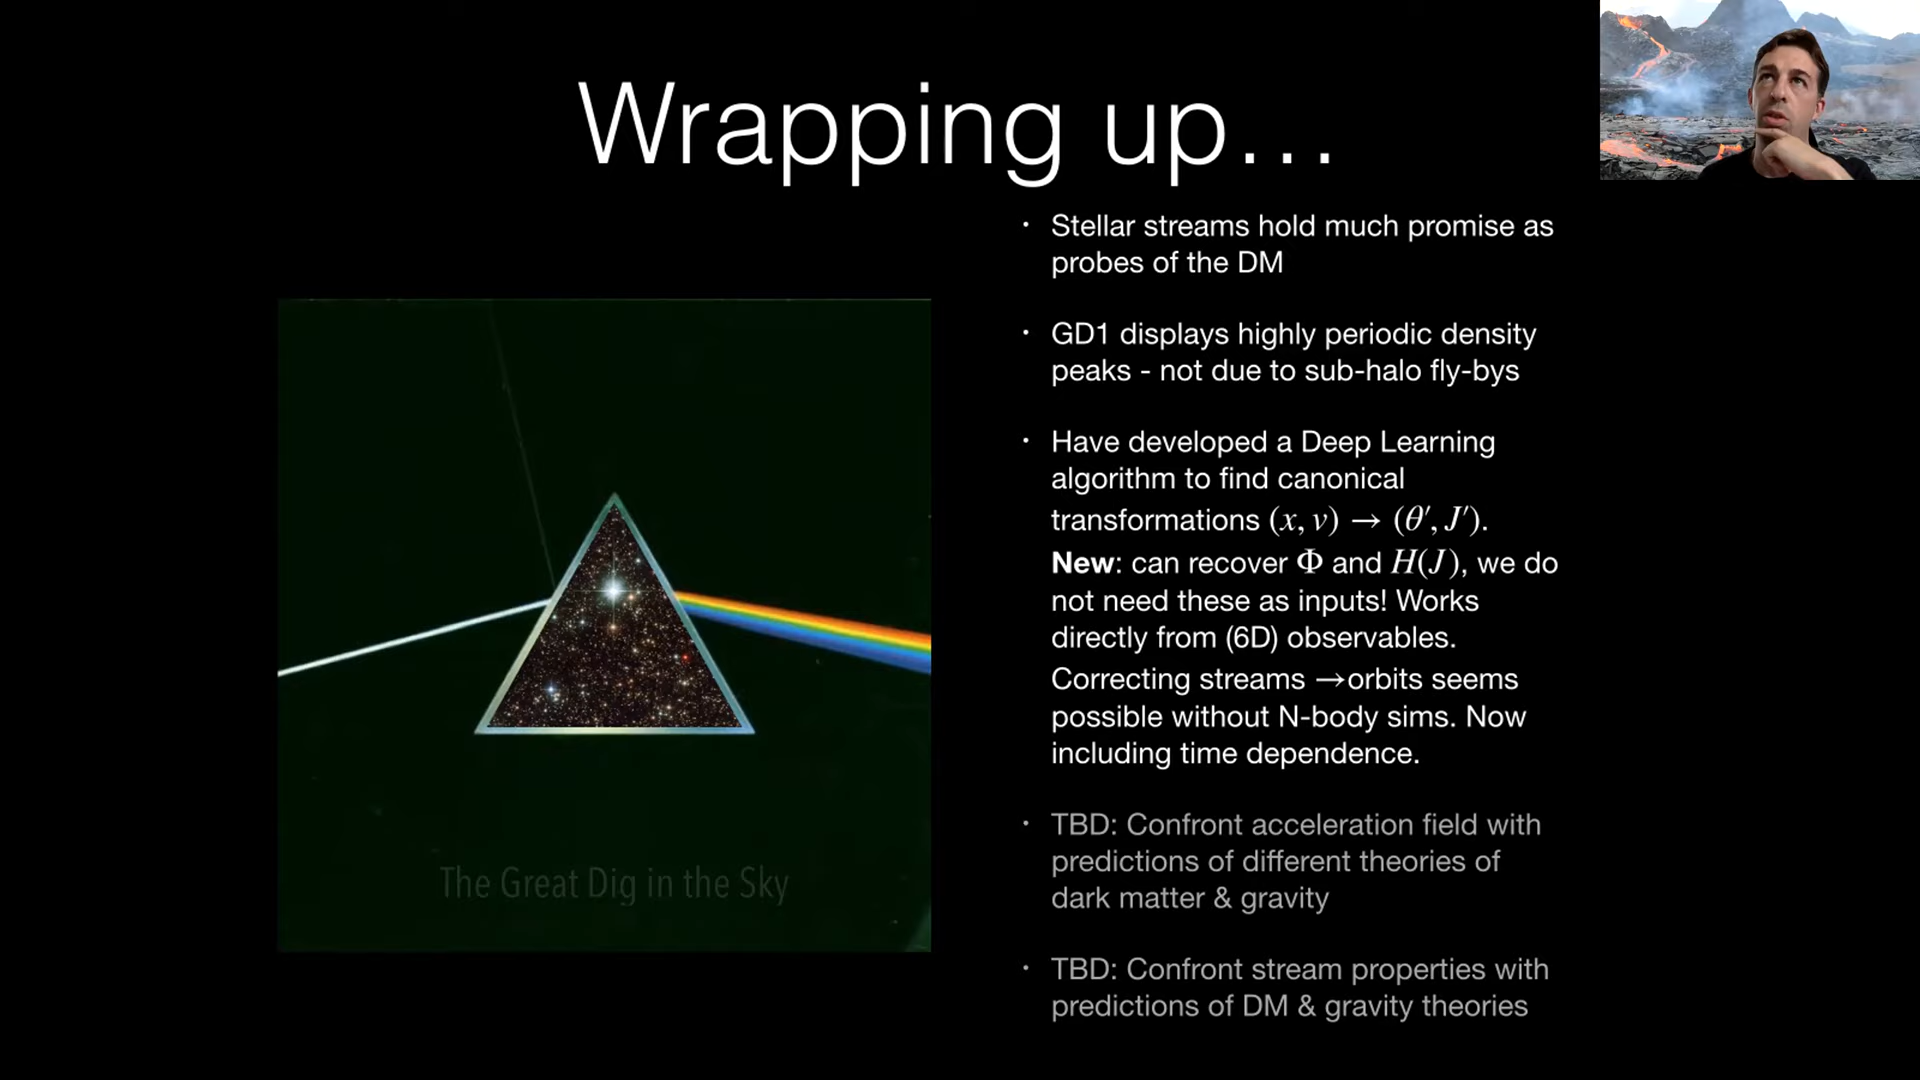 Wrapping up…
• Stellar streams hold much promise as
probes of the DM
• GD1 displays highly periodic density
peaks - not due to sub-halo fly-bys
• Have developed a Deep Learning
algorithm to find canonical
transformations (x, v) → (θ′, J′).
New: can recover Φ and H(J), we do
not need these as inputs! Works
directly from (6D) observables.
Correcting streams →orbits seems
possible without N-body sims. Now
including time dependence.
• TBD: Confront acceleration field with
predictions of different theories of
dark matter & gravity
• TBD: Confront stream properties with
predictions of DM & gravity theories
The Great Dig in the Sky